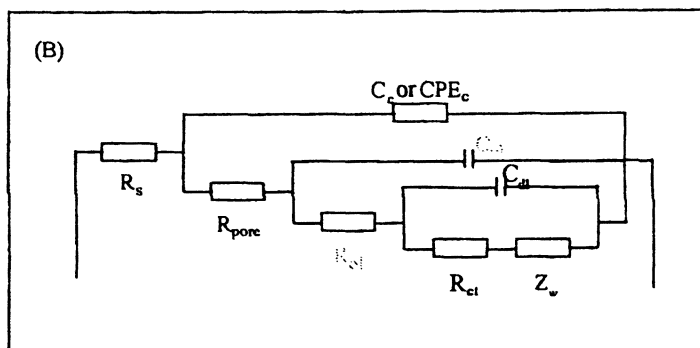 (B)
C_c or CPE_c
C_dl
R_s
R_pore
R_ct
Z_w